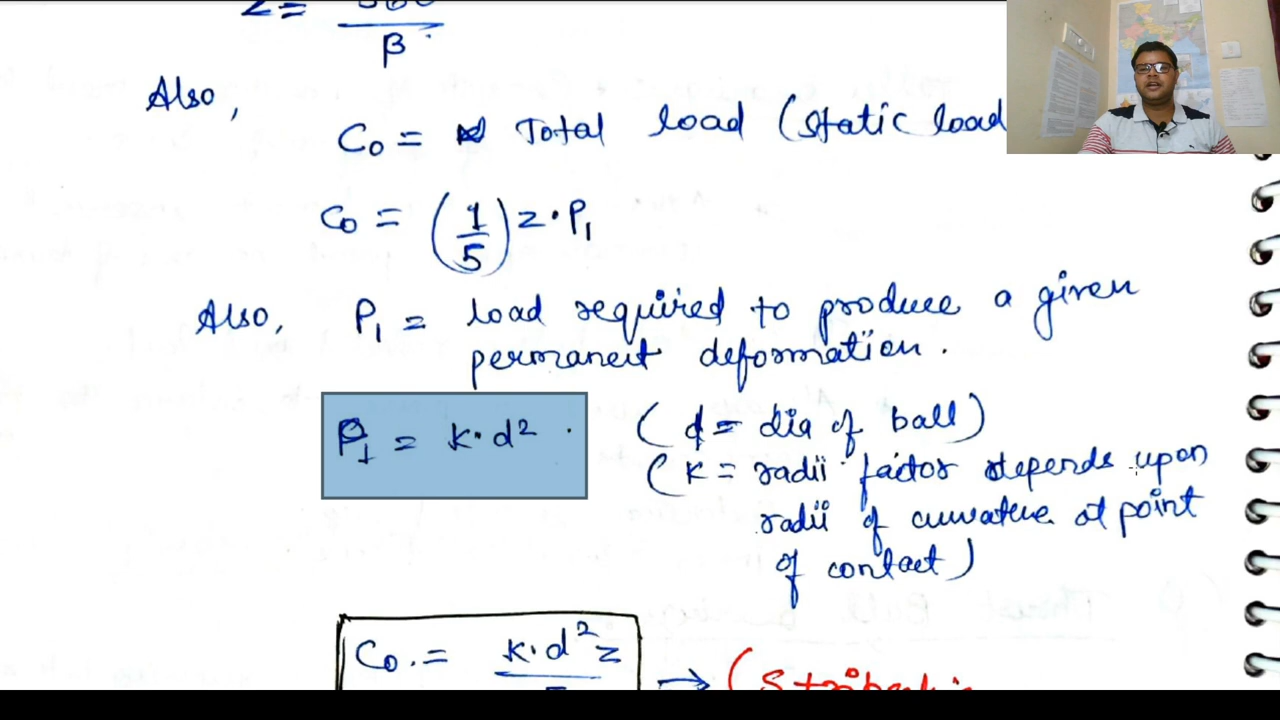 z =
β
Also,
C₀ = Total load (static load
C₀ = (1/5) z · P₁
Also, P₁ = load required to produce a given
permanent deformation.
P₁ = k · d² . (d = dia of ball)
(k = radii factor depends upon
radii of curvature at point
of contact)
C₀ = k · d² z
→ (Stribeck's